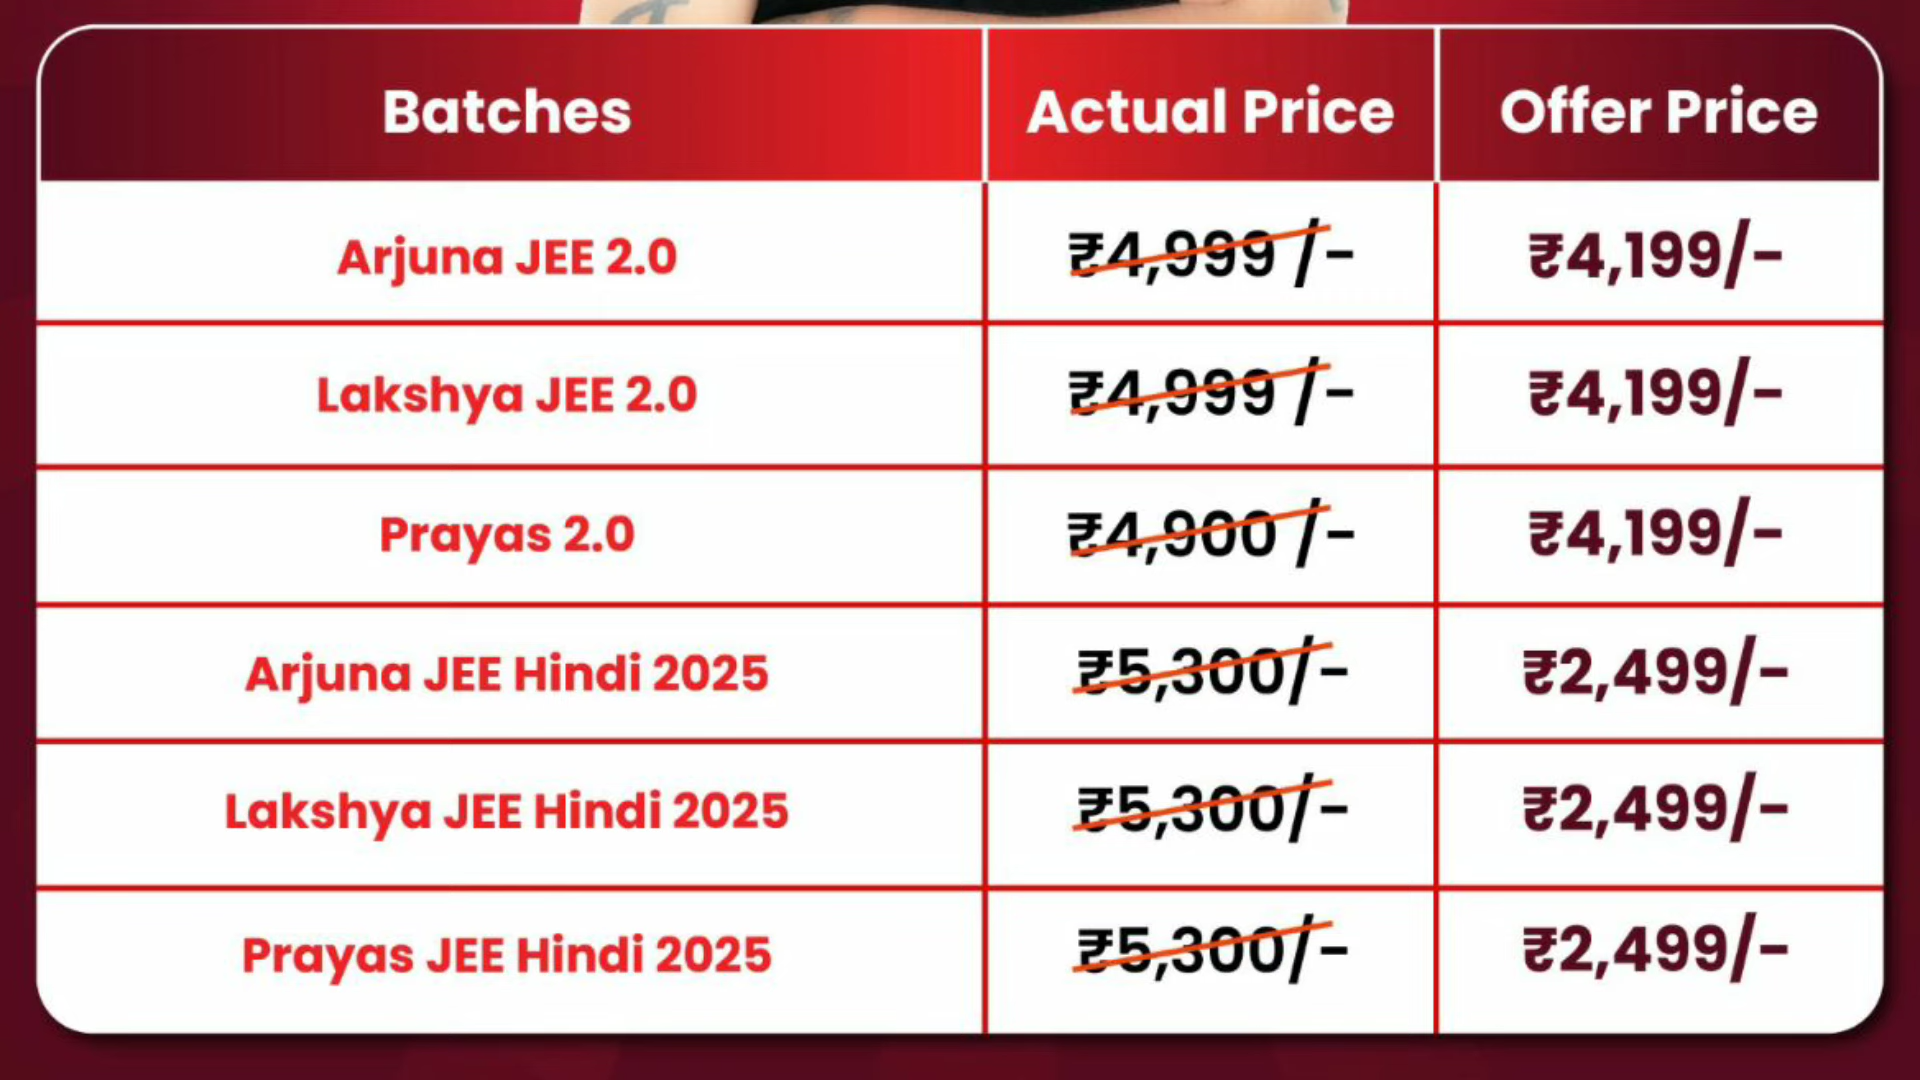 Batches Actual Price Offer Price
Arjuna JEE 2.0 ₹4,999 /- ₹4,199/-
Lakshya JEE 2.0 ₹4,999 /- ₹4,199/-
Prayas 2.0 ₹4,900 /- ₹4,199/-
Arjuna JEE Hindi 2025 ₹5,300/- ₹2,499/-
Lakshya JEE Hindi 2025 ₹5,300/- ₹2,499/-
Prayas JEE Hindi 2025 ₹5,300/- ₹2,499/-